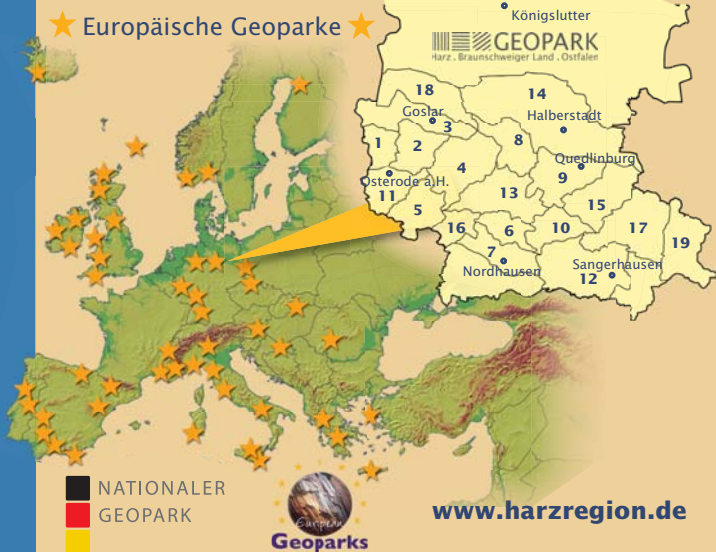 Europäische Geoparke
Königslutter
GEOPARK
Harz . Braunschweiger Land . Ostfalen
18
14
Goslar
3
Halberstadt
1
2
8
4
Quedlinburg
9
Osterode a.H.
11
13
5
15
16
6
10
17
19
7
Nordhausen
Sangerhausen
12
NATIONALER
GEOPARK
www.harzregion.de
European
Geoparks